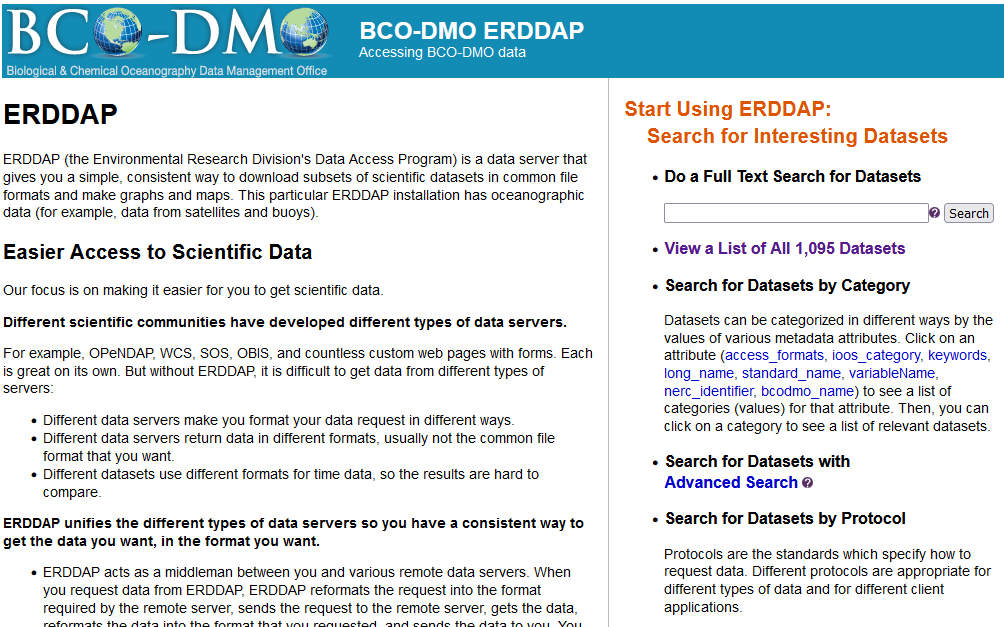 BCO-DMO
Biological & Chemical Oceanography Data Management Office
BCO-DMO ERDDAP
Accessing BCO-DMO data
ERDDAP
ERDDAP (the Environmental Research Division's Data Access Program) is a data server that
gives you a simple, consistent way to download subsets of scientific datasets in common file
formats and make graphs and maps. This particular ERDDAP installation has oceanographic
data (for example, data from satellites and buoys).
Easier Access to Scientific Data
Our focus is on making it easier for you to get scientific data.
Different scientific communities have developed different types of data servers.
For example, OPeNDAP, WCS, SOS, OBIS, and countless custom web pages with forms. Each
is great on its own. But without ERDDAP, it is difficult to get data from different types of
servers:
• Different data servers make you format your data request in different ways.
• Different data servers return data in different formats, usually not the common file
format that you want.
• Different datasets use different formats for time data, so the results are hard to
compare.
ERDDAP unifies the different types of data servers so you have a consistent way to
get the data you want, in the format you want.
• ERDDAP acts as a middleman between you and various remote data servers. When
you request data from ERDDAP, ERDDAP reformats the request into the format
required by the remote server, sends the request to the remote server, gets the data,
reformats the data into the format that you requested, and sends the data to you. You
Start Using ERDDAP:
Search for Interesting Datasets
• Do a Full Text Search for Datasets
? Search
• View a List of All 1,095 Datasets
• Search for Datasets by Category
Datasets can be categorized in different ways by the
values of various metadata attributes. Click on an
attribute (access_formats, ioos_category, keywords,
long_name, standard_name, variableName,
nerc_identifier, bcodmo_name) to see a list of
categories (values) for that attribute. Then, you can
click on a category to see a list of relevant datasets.
• Search for Datasets with
Advanced Search ?
• Search for Datasets by Protocol
Protocols are the standards which specify how to
request data. Different protocols are appropriate for
different types of data and for different client
applications.